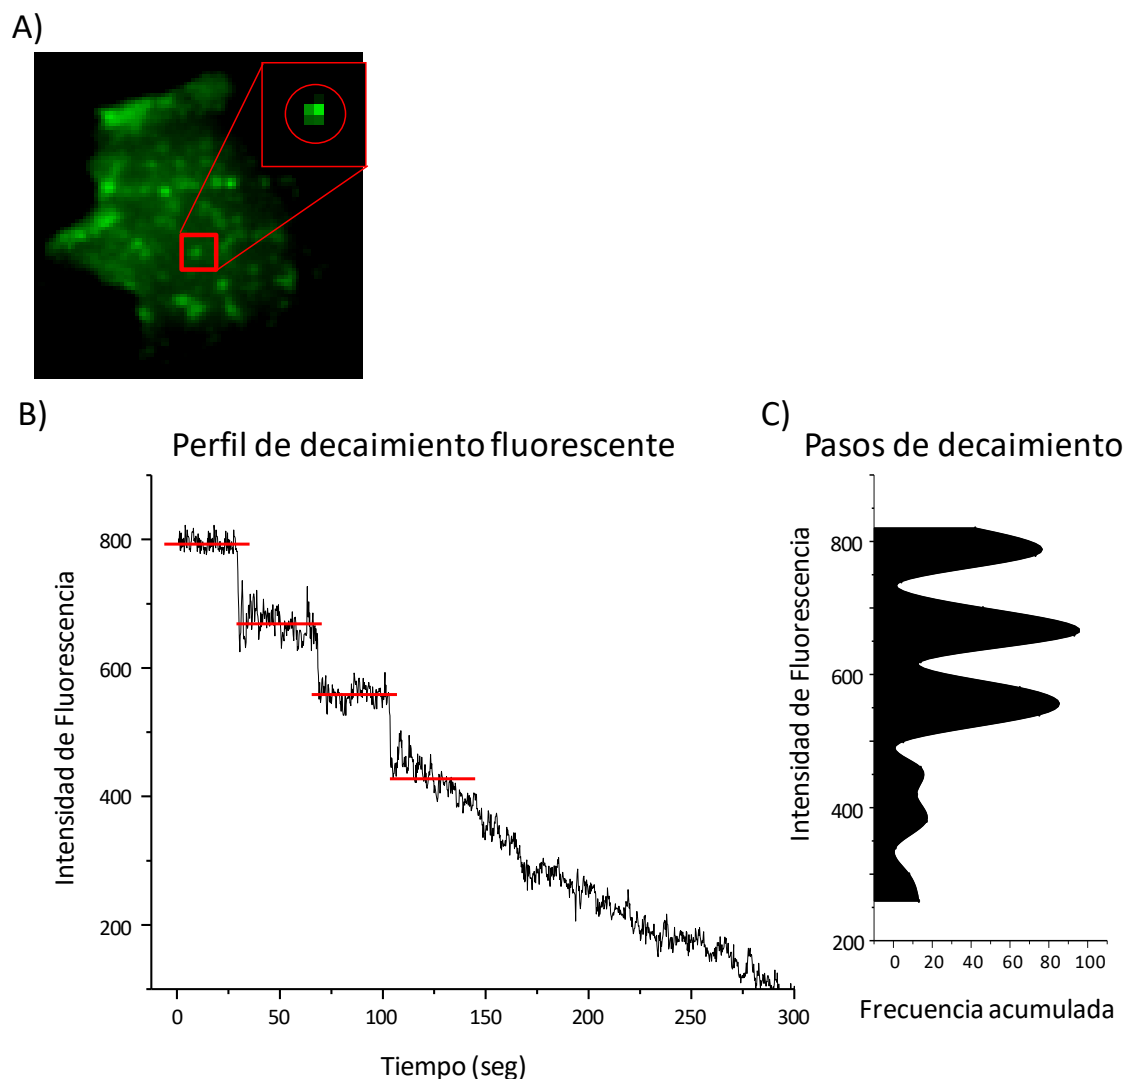 A)
B)
Perfil de decaimiento fluorescente
Intensidad de Fluorescencia
800
600
400
200
0
50
100
150
200
250
300
Tiempo (seg)
C)
Pasos de decaimiento
Intensidad de Fluorescencia
800
600
400
200
0
20
40
60
80
100
Frecuencia acumulada